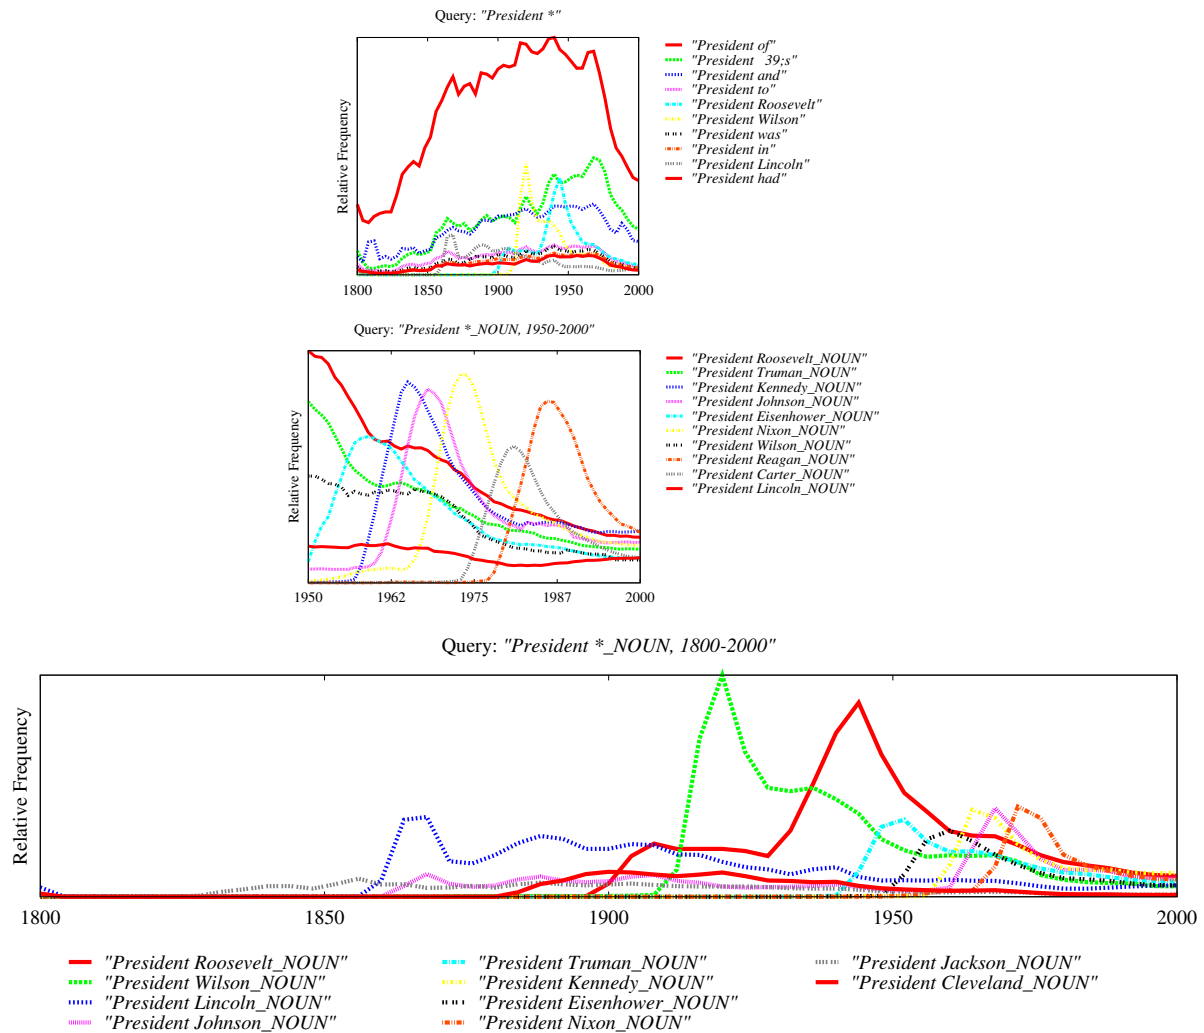 Query: "President *"
Relative Frequency
1800 1850 1900 1950 2000
"President of"
"President 39;s"
"President and"
"President to"
"President Roosevelt"
"President Wilson"
"President was"
"President in"
"President Lincoln"
"President had"
Query: "President *_NOUN, 1950-2000"
Relative Frequency
1950 1962 1975 1987 2000
"President Roosevelt_NOUN"
"President Truman_NOUN"
"President Kennedy_NOUN"
"President Johnson_NOUN"
"President Eisenhower_NOUN"
"President Nixon_NOUN"
"President Wilson_NOUN"
"President Reagan_NOUN"
"President Carter_NOUN"
"President Lincoln_NOUN"
Query: "President *_NOUN, 1800-2000"
Relative Frequency
1800 1850 1900 1950 2000
"President Roosevelt_NOUN"
"President Wilson_NOUN"
"President Lincoln_NOUN"
"President Johnson_NOUN"
"President Truman_NOUN"
"President Kennedy_NOUN"
"President Eisenhower_NOUN"
"President Nixon_NOUN"
"President Jackson_NOUN"
"President Cleveland_NOUN"